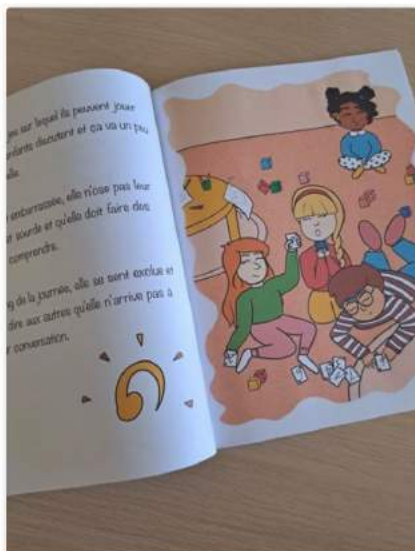 jeu sur lequel ils peuvent jouer
enfants discutent et ça va un peu
elle.
embarrassée, elle n'ose pas leur
t sourde et qu'elle doit faire des
comprendre.
g de la journée, elle se sent exclue et
dire aux autres qu'elle n'arrive pas à
r conversation.